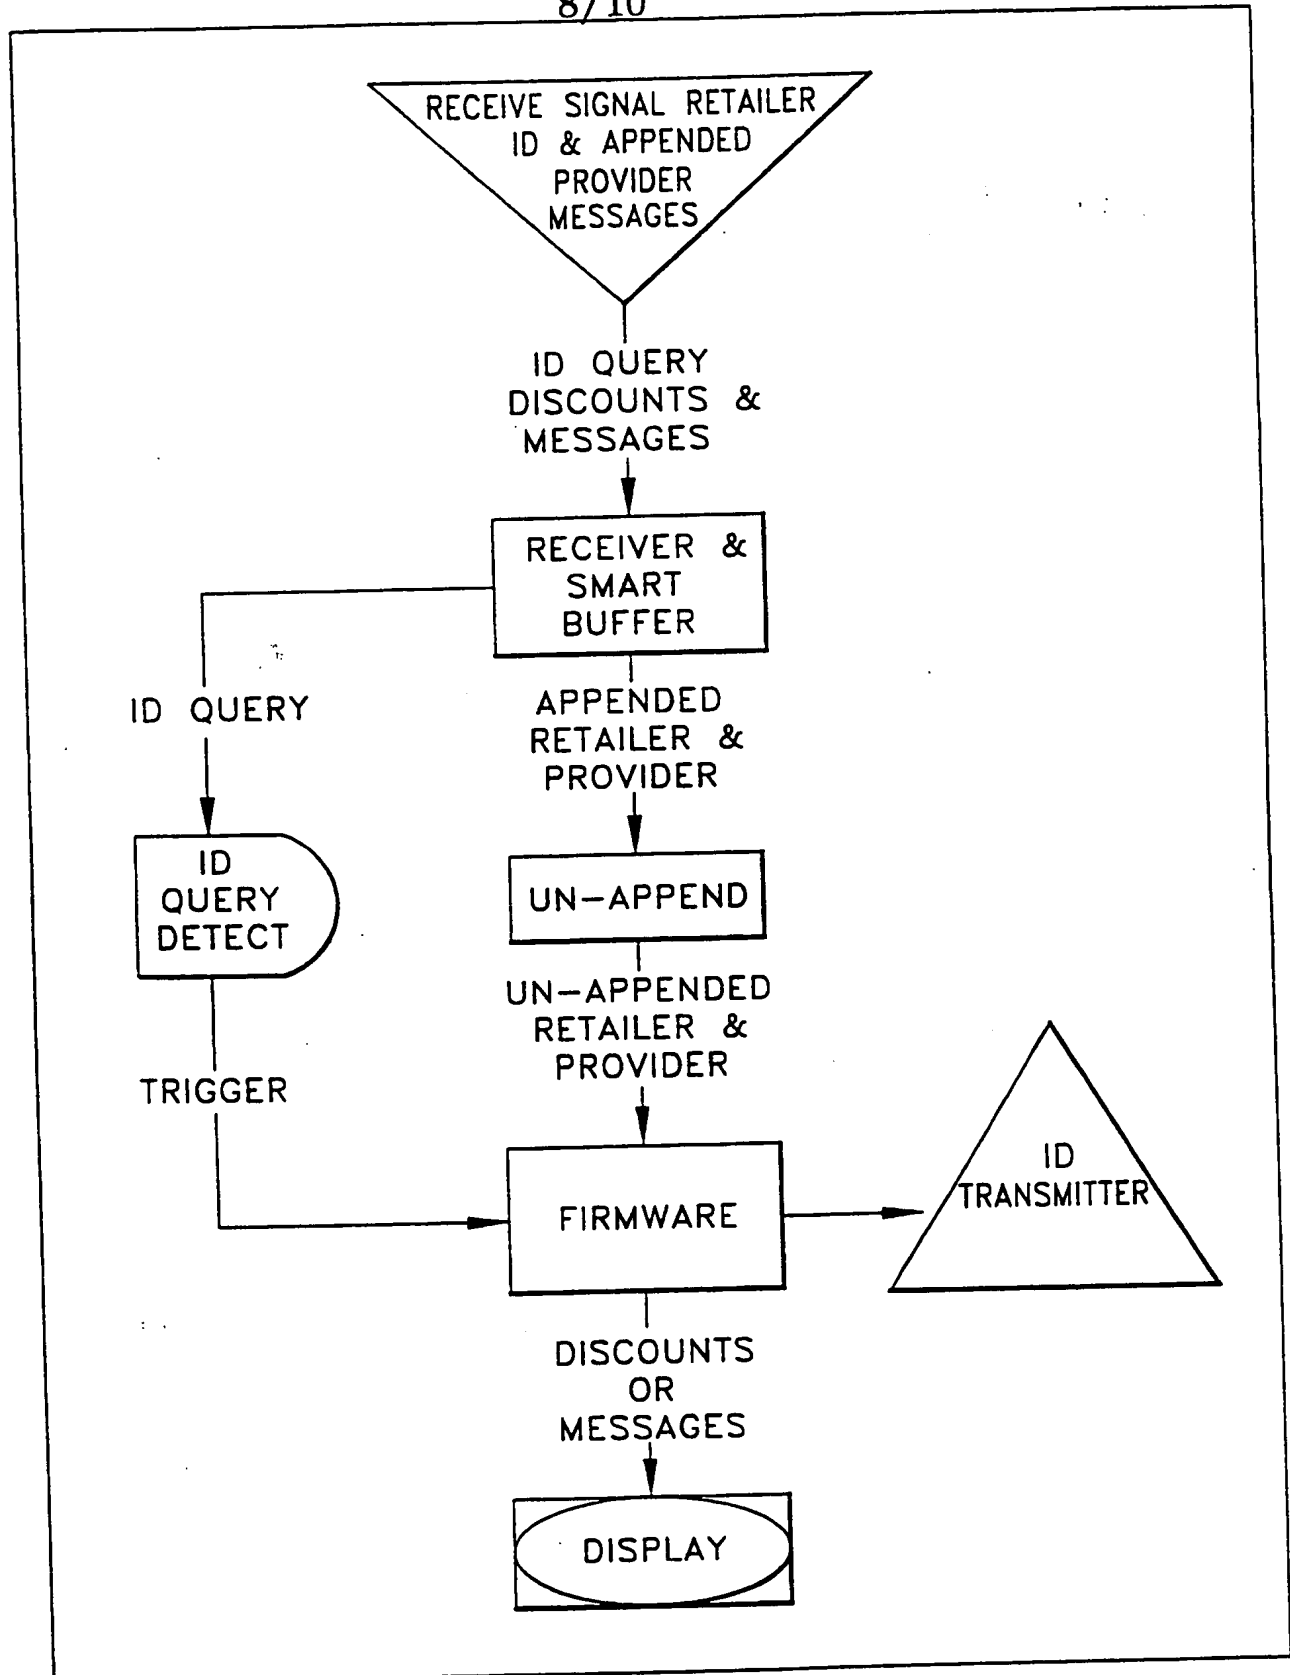 8/10
RECEIVE SIGNAL RETAILER
ID & APPENDED
PROVIDER
MESSAGES
ID QUERY
DISCOUNTS &
MESSAGES
RECEIVER &
SMART
BUFFER
ID QUERY
APPENDED
RETAILER &
PROVIDER
ID
QUERY
DETECT
UN-APPEND
UN-APPENDED
RETAILER &
PROVIDER
TRIGGER
FIRMWARE
ID
TRANSMITTER
DISCOUNTS
OR
MESSAGES
DISPLAY